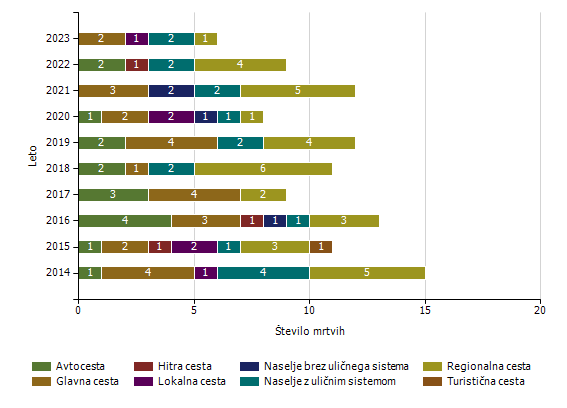 2023 2 1 2 1
2022 2 1 2 4
2021 3 2 2 5
2020 1 2 2 1 1 1
2019 2 4 2 4
2018 2 1 2 6
2017 3 4 2
2016 4 3 1 1 1 3
2015 1 2 1 2 1 3 1
2014 1 4 1 4 5
Leto
0 5 10 15 20
Število mrtvih
Avtocesta Hitra cesta Naselje brez uličnega sistema Regionalna cesta
Glavna cesta Lokalna cesta Naselje z uličnim sistemom Turistična cesta